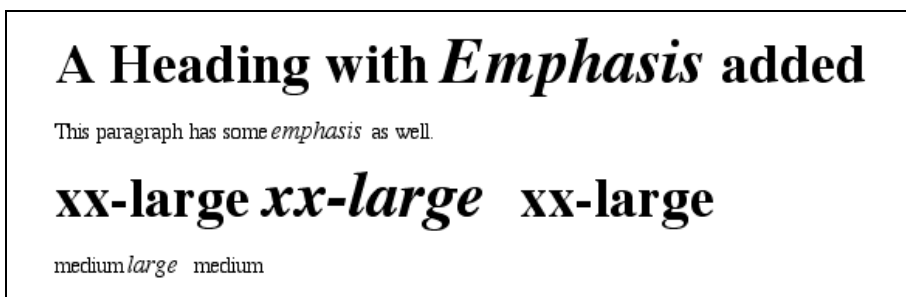 A Heading with Emphasis added
This paragraph has some emphasis as well.
xx-large xx-large xx-large
medium large medium